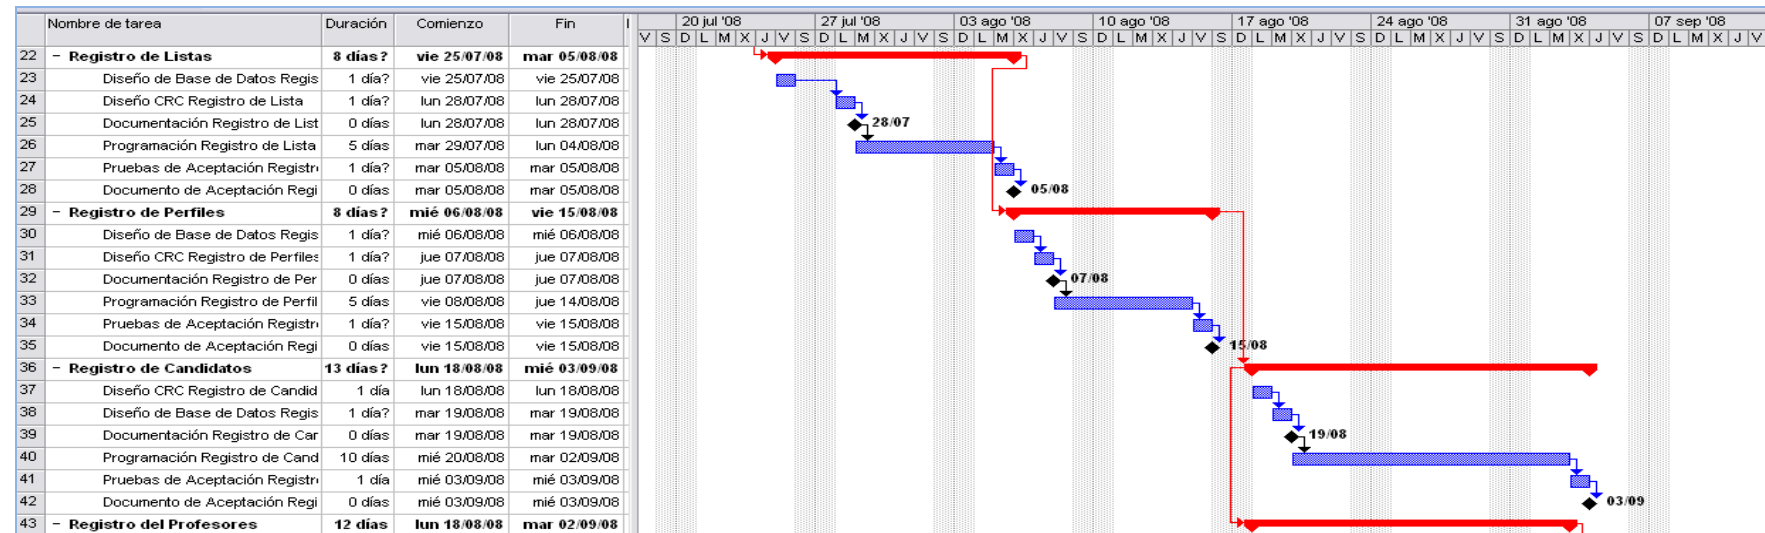 Nombre de tarea Duración Comienzo Fin 20 jul '08 27 jul '08 03 ago '08 10 ago '08 17 ago '08 24 ago '08 31 ago '08 07 sep '08
V S D L M X J V S D L M X J V S D L M X J V S D L M X J V S D L M X J V S D L M X J V S D L M X J V S D L M X J V
22 − Registro de Listas 8 días? vie 25/07/08 mar 05/08/08
23 Diseño de Base de Datos Regis 1 día? vie 25/07/08 vie 25/07/08
24 Diseño CRC Registro de Lista 1 día? lun 28/07/08 lun 28/07/08
25 Documentación Registro de List 0 días lun 28/07/08 lun 28/07/08 28/07
26 Programación Registro de Lista 5 días mar 29/07/08 lun 04/08/08
27 Pruebas de Aceptación Registr 1 día? mar 05/08/08 mar 05/08/08
28 Documento de Aceptación Regi 0 días mar 05/08/08 mar 05/08/08 05/08
29 − Registro de Perfiles 8 días? mié 06/08/08 vie 15/08/08
30 Diseño de Base de Datos Regis 1 día? mié 06/08/08 mié 06/08/08
31 Diseño CRC Registro de Perfiles 1 día? jue 07/08/08 jue 07/08/08
32 Documentación Registro de Per 0 días jue 07/08/08 jue 07/08/08 07/08
33 Programación Registro de Perfil 5 días vie 08/08/08 jue 14/08/08
34 Pruebas de Aceptación Registr 1 día? vie 15/08/08 vie 15/08/08
35 Documento de Aceptación Regi 0 días vie 15/08/08 vie 15/08/08 15/08
36 − Registro de Candidatos 13 días? lun 18/08/08 mié 03/09/08
37 Diseño CRC Registro de Candid 1 día lun 18/08/08 lun 18/08/08
38 Diseño de Base de Datos Regis 1 día? mar 19/08/08 mar 19/08/08
39 Documentación Registro de Car 0 días mar 19/08/08 mar 19/08/08 19/08
40 Programación Registro de Cand 10 días mié 20/08/08 mar 02/09/08
41 Pruebas de Aceptación Registr 1 día mié 03/09/08 mié 03/09/08
42 Documento de Aceptación Regi 0 días mié 03/09/08 mié 03/09/08 03/09
43 − Registro del Profesores 12 días lun 18/08/08 mar 02/09/08